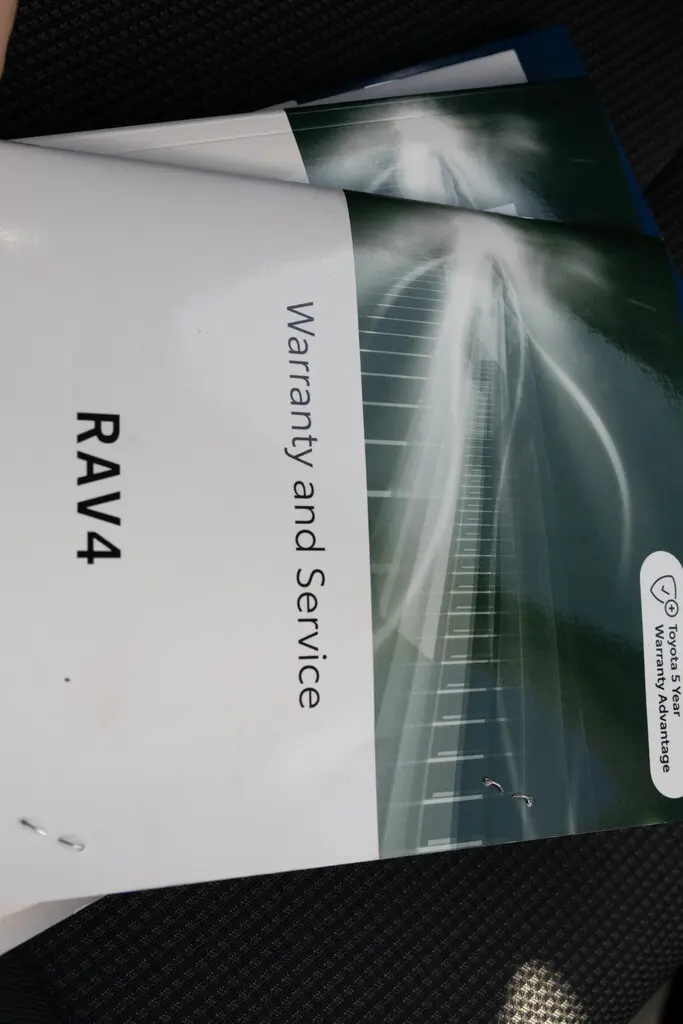 Toyota 5 Year
Warranty Advantage
Warranty and Service
RAV4